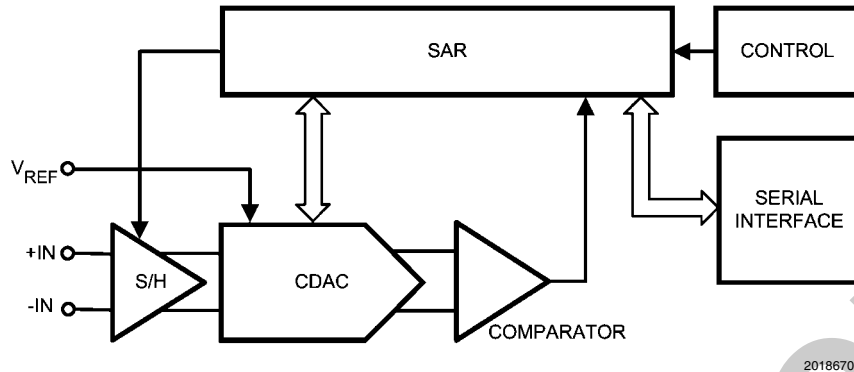 SAR
CONTROL
VREF
SERIAL
INTERFACE
+IN
S/H
CDAC
-IN
COMPARATOR
2018670